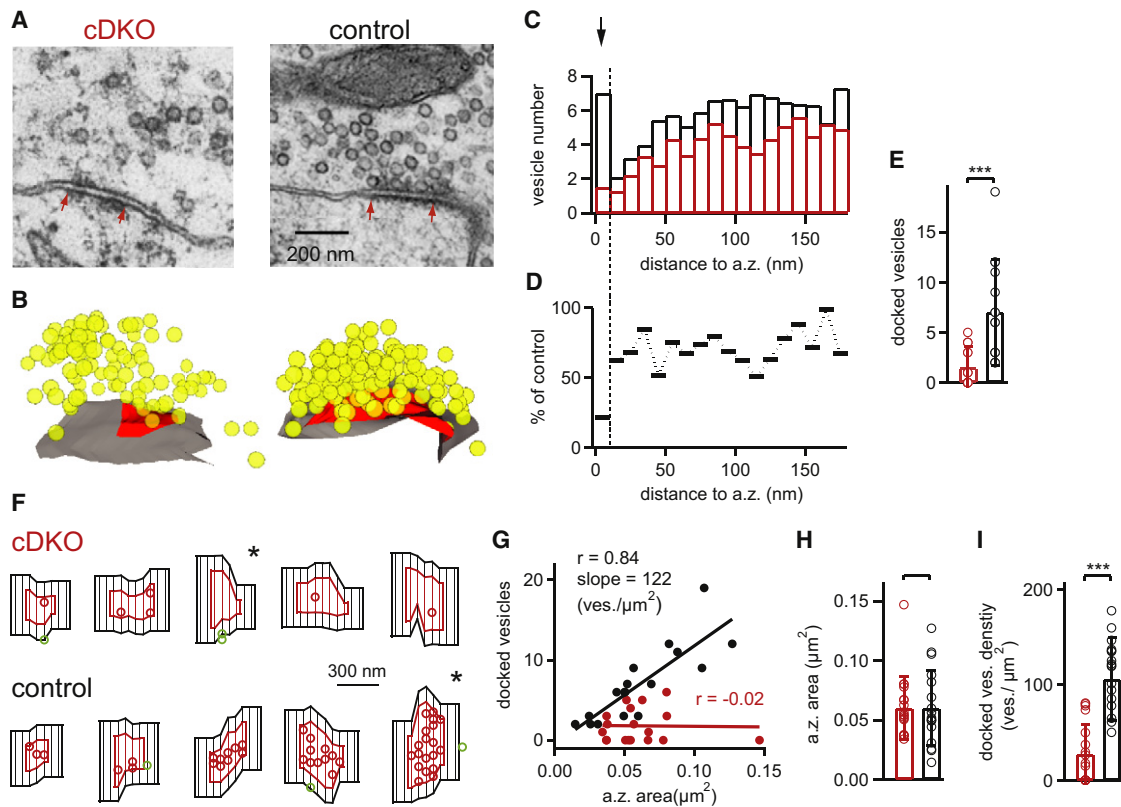 A
cDKO
control
200 nm
B
C
vesicle number
8
6
4
2
0
0
50
100
150
distance to a.z. (nm)
D
% of control
100
50
0
0
50
100
150
distance to a.z. (nm)
E
***
docked vesicles
15
10
5
0
F
cDKO
*
control
300 nm
*
G
r = 0.84
slope = 122
(ves./µm²)
docked vesicles
20
10
0
r = -0.02
0.00
0.05
0.10
0.15
a.z. area(µm²)
H
a.z. area (µm²)
0.15
0.10
0.05
0.00
I
***
docked ves. denstiy
(ves./ µm²)
200
100
0